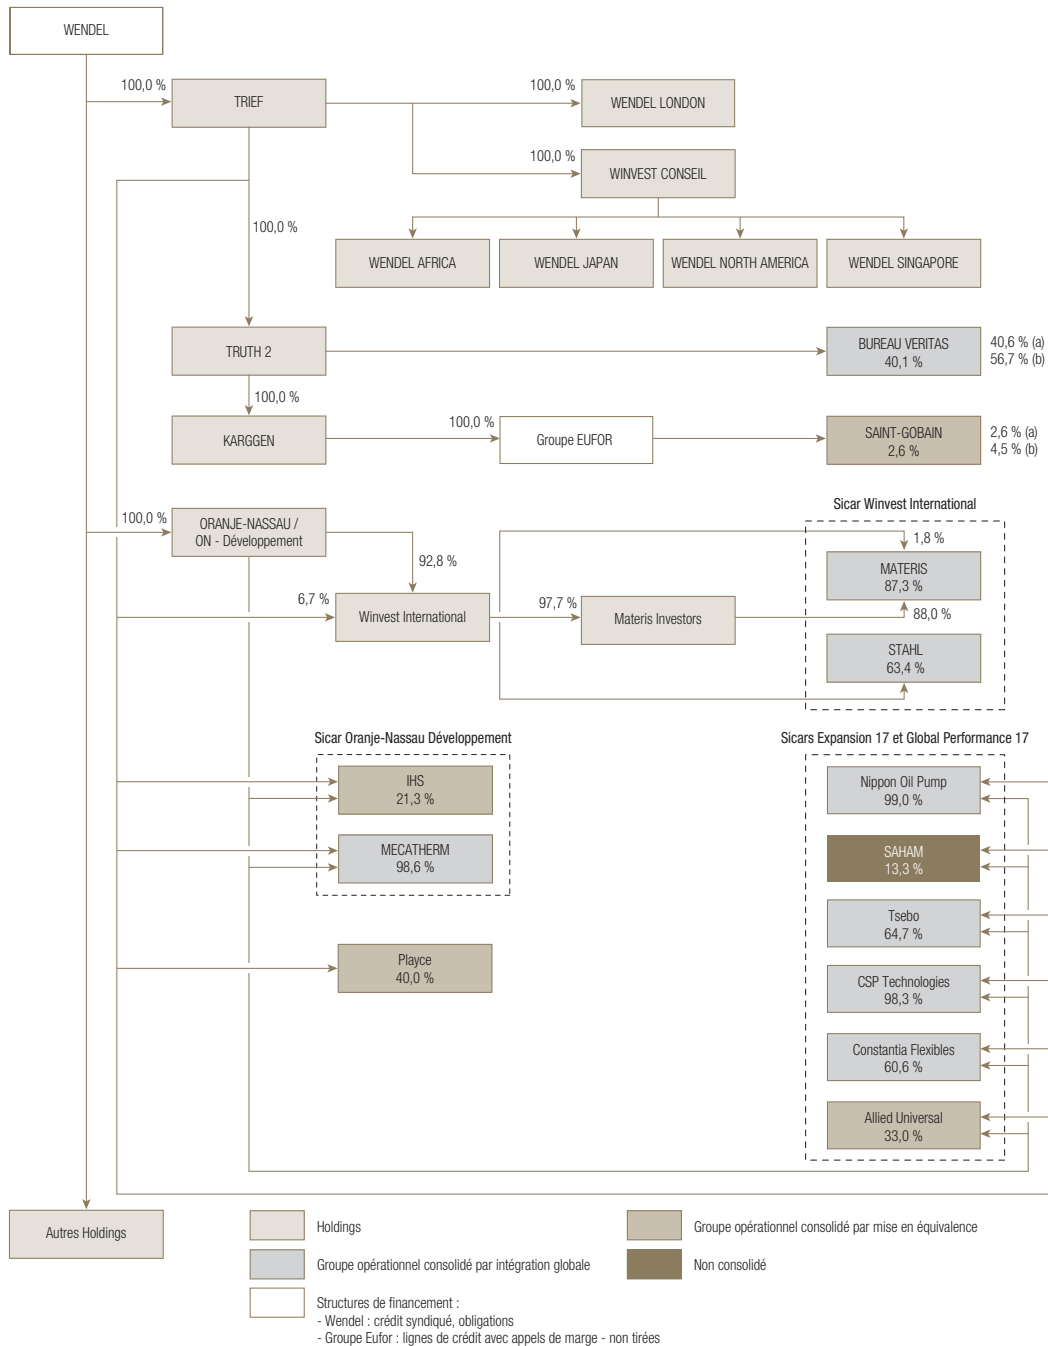 WENDEL
100,0 %
TRIEF
100,0 %
WENDEL LONDON
100,0 %
WINVEST CONSEIL
100,0 %
WENDEL AFRICA
WENDEL JAPAN
WENDEL NORTH AMERICA
WENDEL SINGAPORE
TRUTH 2
BUREAU VERITAS
40,1 %
40,6 % (a)
56,7 % (b)
100,0 %
KARGGEN
100,0 %
Groupe EUFOR
SAINT-GOBAIN
2,6 %
2,6 % (a)
4,5 % (b)
100,0 %
ORANJE-NASSAU /
ON - Développement
92,8 %
Sicar Winvest International
1,8 %
MATERIS
87,3 %
6,7 %
Winvest International
97,7 %
Materis Investors
88,0 %
STAHL
63,4 %
Sicar Oranje-Nassau Développement
IHS
21,3 %
MECATHERM
98,6 %
Playce
40,0 %
Sicars Expansion 17 et Global Performance 17
Nippon Oil Pump
99,0 %
SAHAM
13,3 %
Tsebo
64,7 %
CSP Technologies
98,3 %
Constantia Flexibles
60,6 %
Allied Universal
33,0 %
Autres Holdings
Holdings
Groupe opérationnel consolidé par mise en équivalence
Groupe opérationnel consolidé par intégration globale
Non consolidé
Structures de financement :
- Wendel : crédit syndiqué, obligations
- Groupe Eufor : lignes de crédit avec appels de marge - non tirées